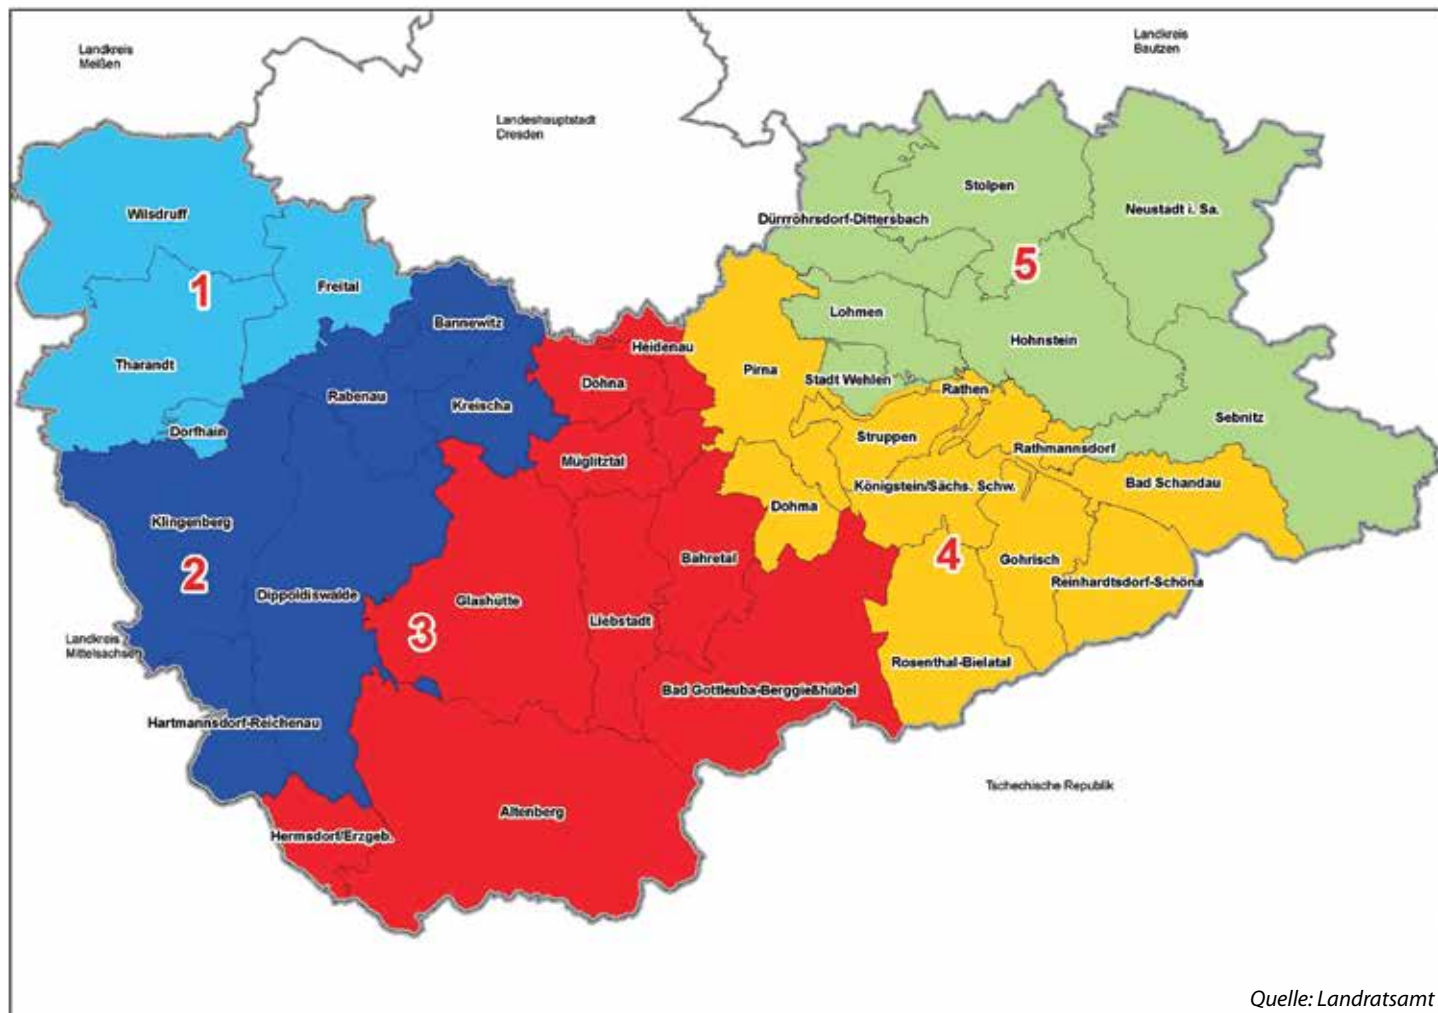 Landkreis
Meißen
Landkreis
Bautzen
Landeshauptstadt
Dresden
Wilsdruff
Stolpen
Neustadt i. Sa.
Dürrröhrsdorf-Dittersbach
5
1
Freital
Lohmen
Bannewitz
Hohnstein
Heidenau
Tharandt
Pirna
Stadt Wehlen
Dohna
Rathen
Rabenau
Kreischa
Sebnitz
Dorfhain
Struppen
Rathmannsdorf
Müglitztal
Königstein/Sächs. Schw.
Bad Schandau
Dohma
Klingenberg
2
4
Bahretal
Gohrisch
Reinhardtsdorf-Schöna
Dippoldiswalde
Glashütte
Liebstadt
3
Landkreis
Mittelsachsen
Rosenthal-Bielatal
Bad Gottleuba-Berggießhübel
Hartmannsdorf-Reichenau
Tschechische Republik
Altenberg
Hermsdorf/Erzgeb.
Quelle: Landratsamt